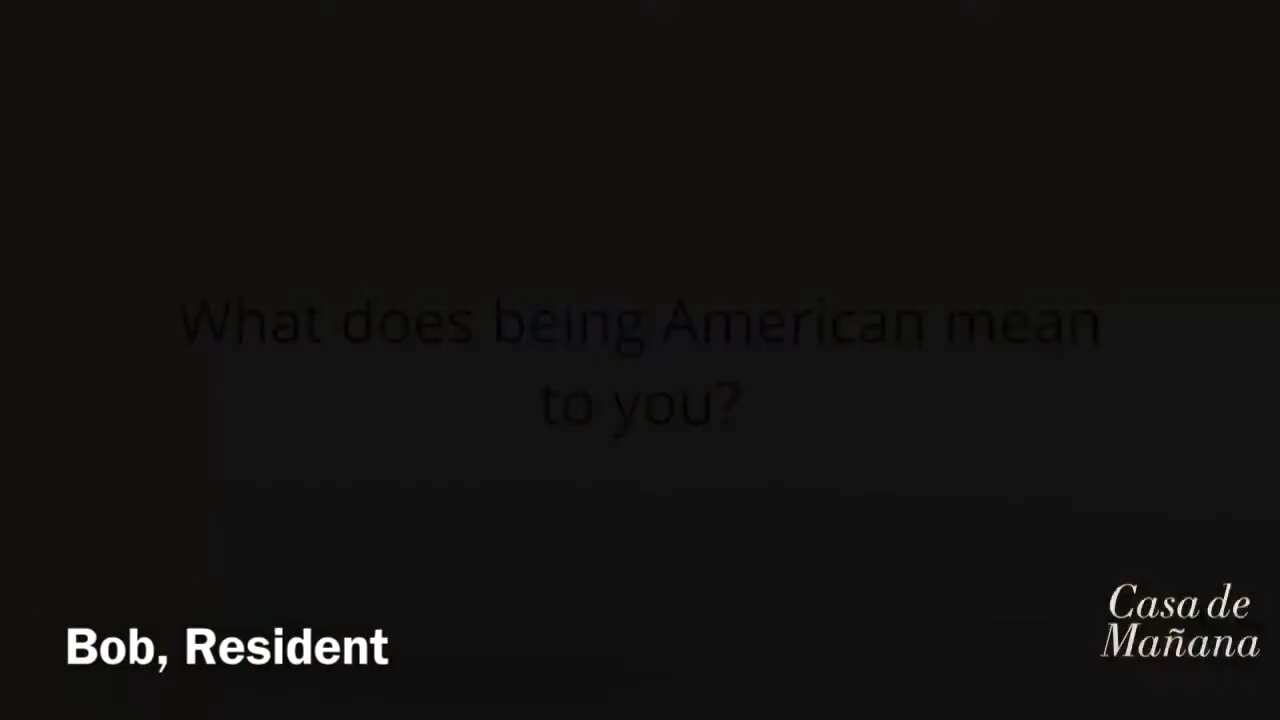 What does being American mean
to you?
Bob, Resident
Casa de
Mañana